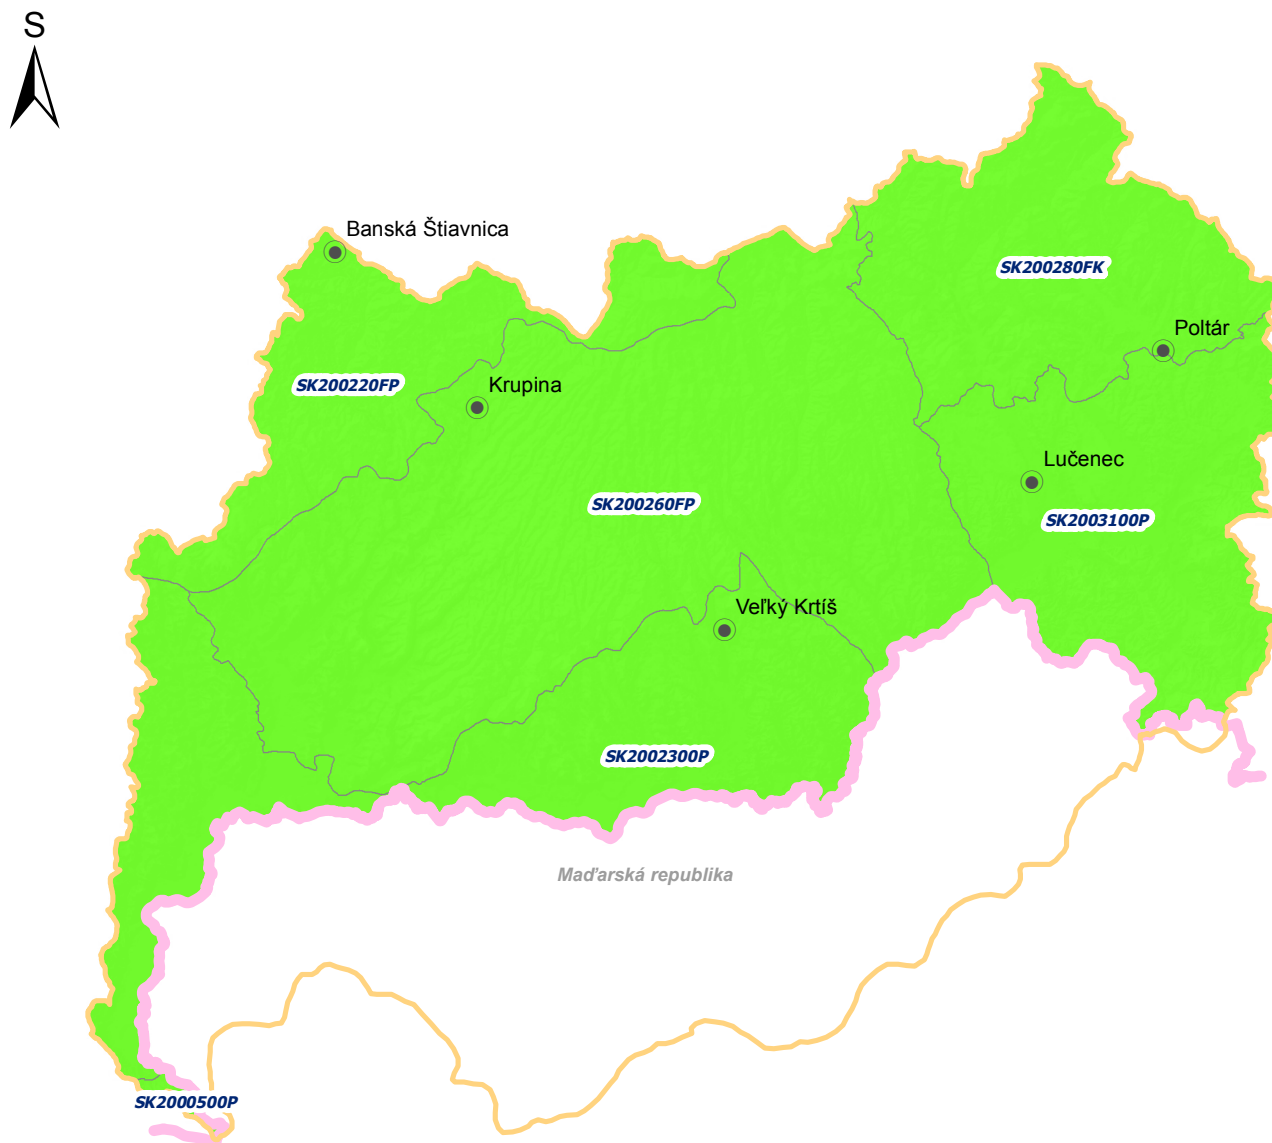 S
Banská Štiavnica
SK200280FK
Poltár
SK200220FP
Krupina
Lučenec
SK200260FP
SK2003100P
Veľký Krtíš
SK2002300P
Maďarská republika
SK2000500P